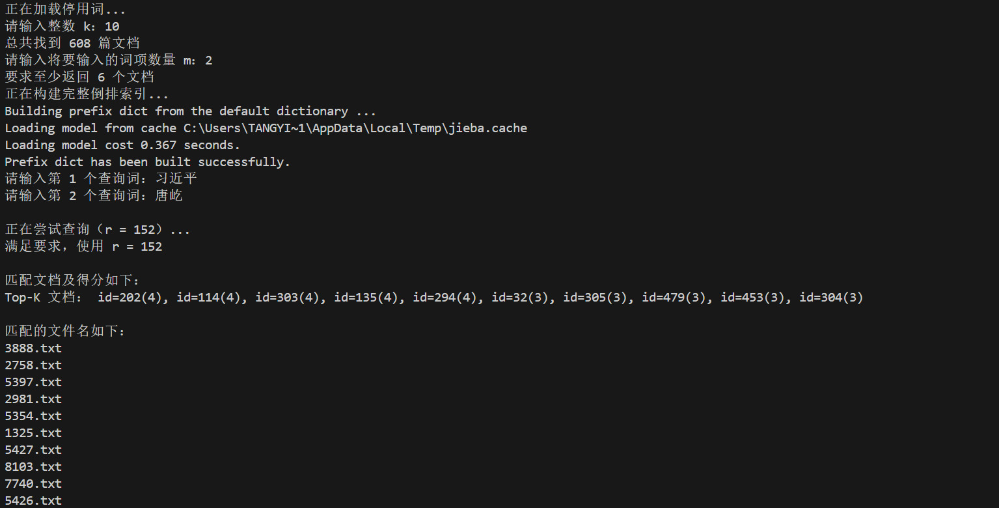 正在加载停用词...
请输入整数 k：10
总共找到 608 篇文档
请输入将要输入的词项数量 m：2
要求至少返回 6 个文档
正在构建完整倒排索引...
Building prefix dict from the default dictionary ...
Loading model from cache C:\Users\TANGYI~1\AppData\Local\Temp\jieba.cache
Loading model cost 0.367 seconds.
Prefix dict has been built successfully.
请输入第 1 个查询词：习近平
请输入第 2 个查询词：唐屹
正在尝试查询（r = 152）...
满足要求，使用 r = 152
匹配文档及得分如下：
Top-K 文档： id=202(4), id=114(4), id=303(4), id=135(4), id=294(4), id=32(3), id=305(3), id=479(3), id=453(3), id=304(3)
匹配的文件名如下：
3888.txt
2758.txt
5397.txt
2981.txt
5354.txt
1325.txt
5427.txt
8103.txt
7740.txt
5426.txt